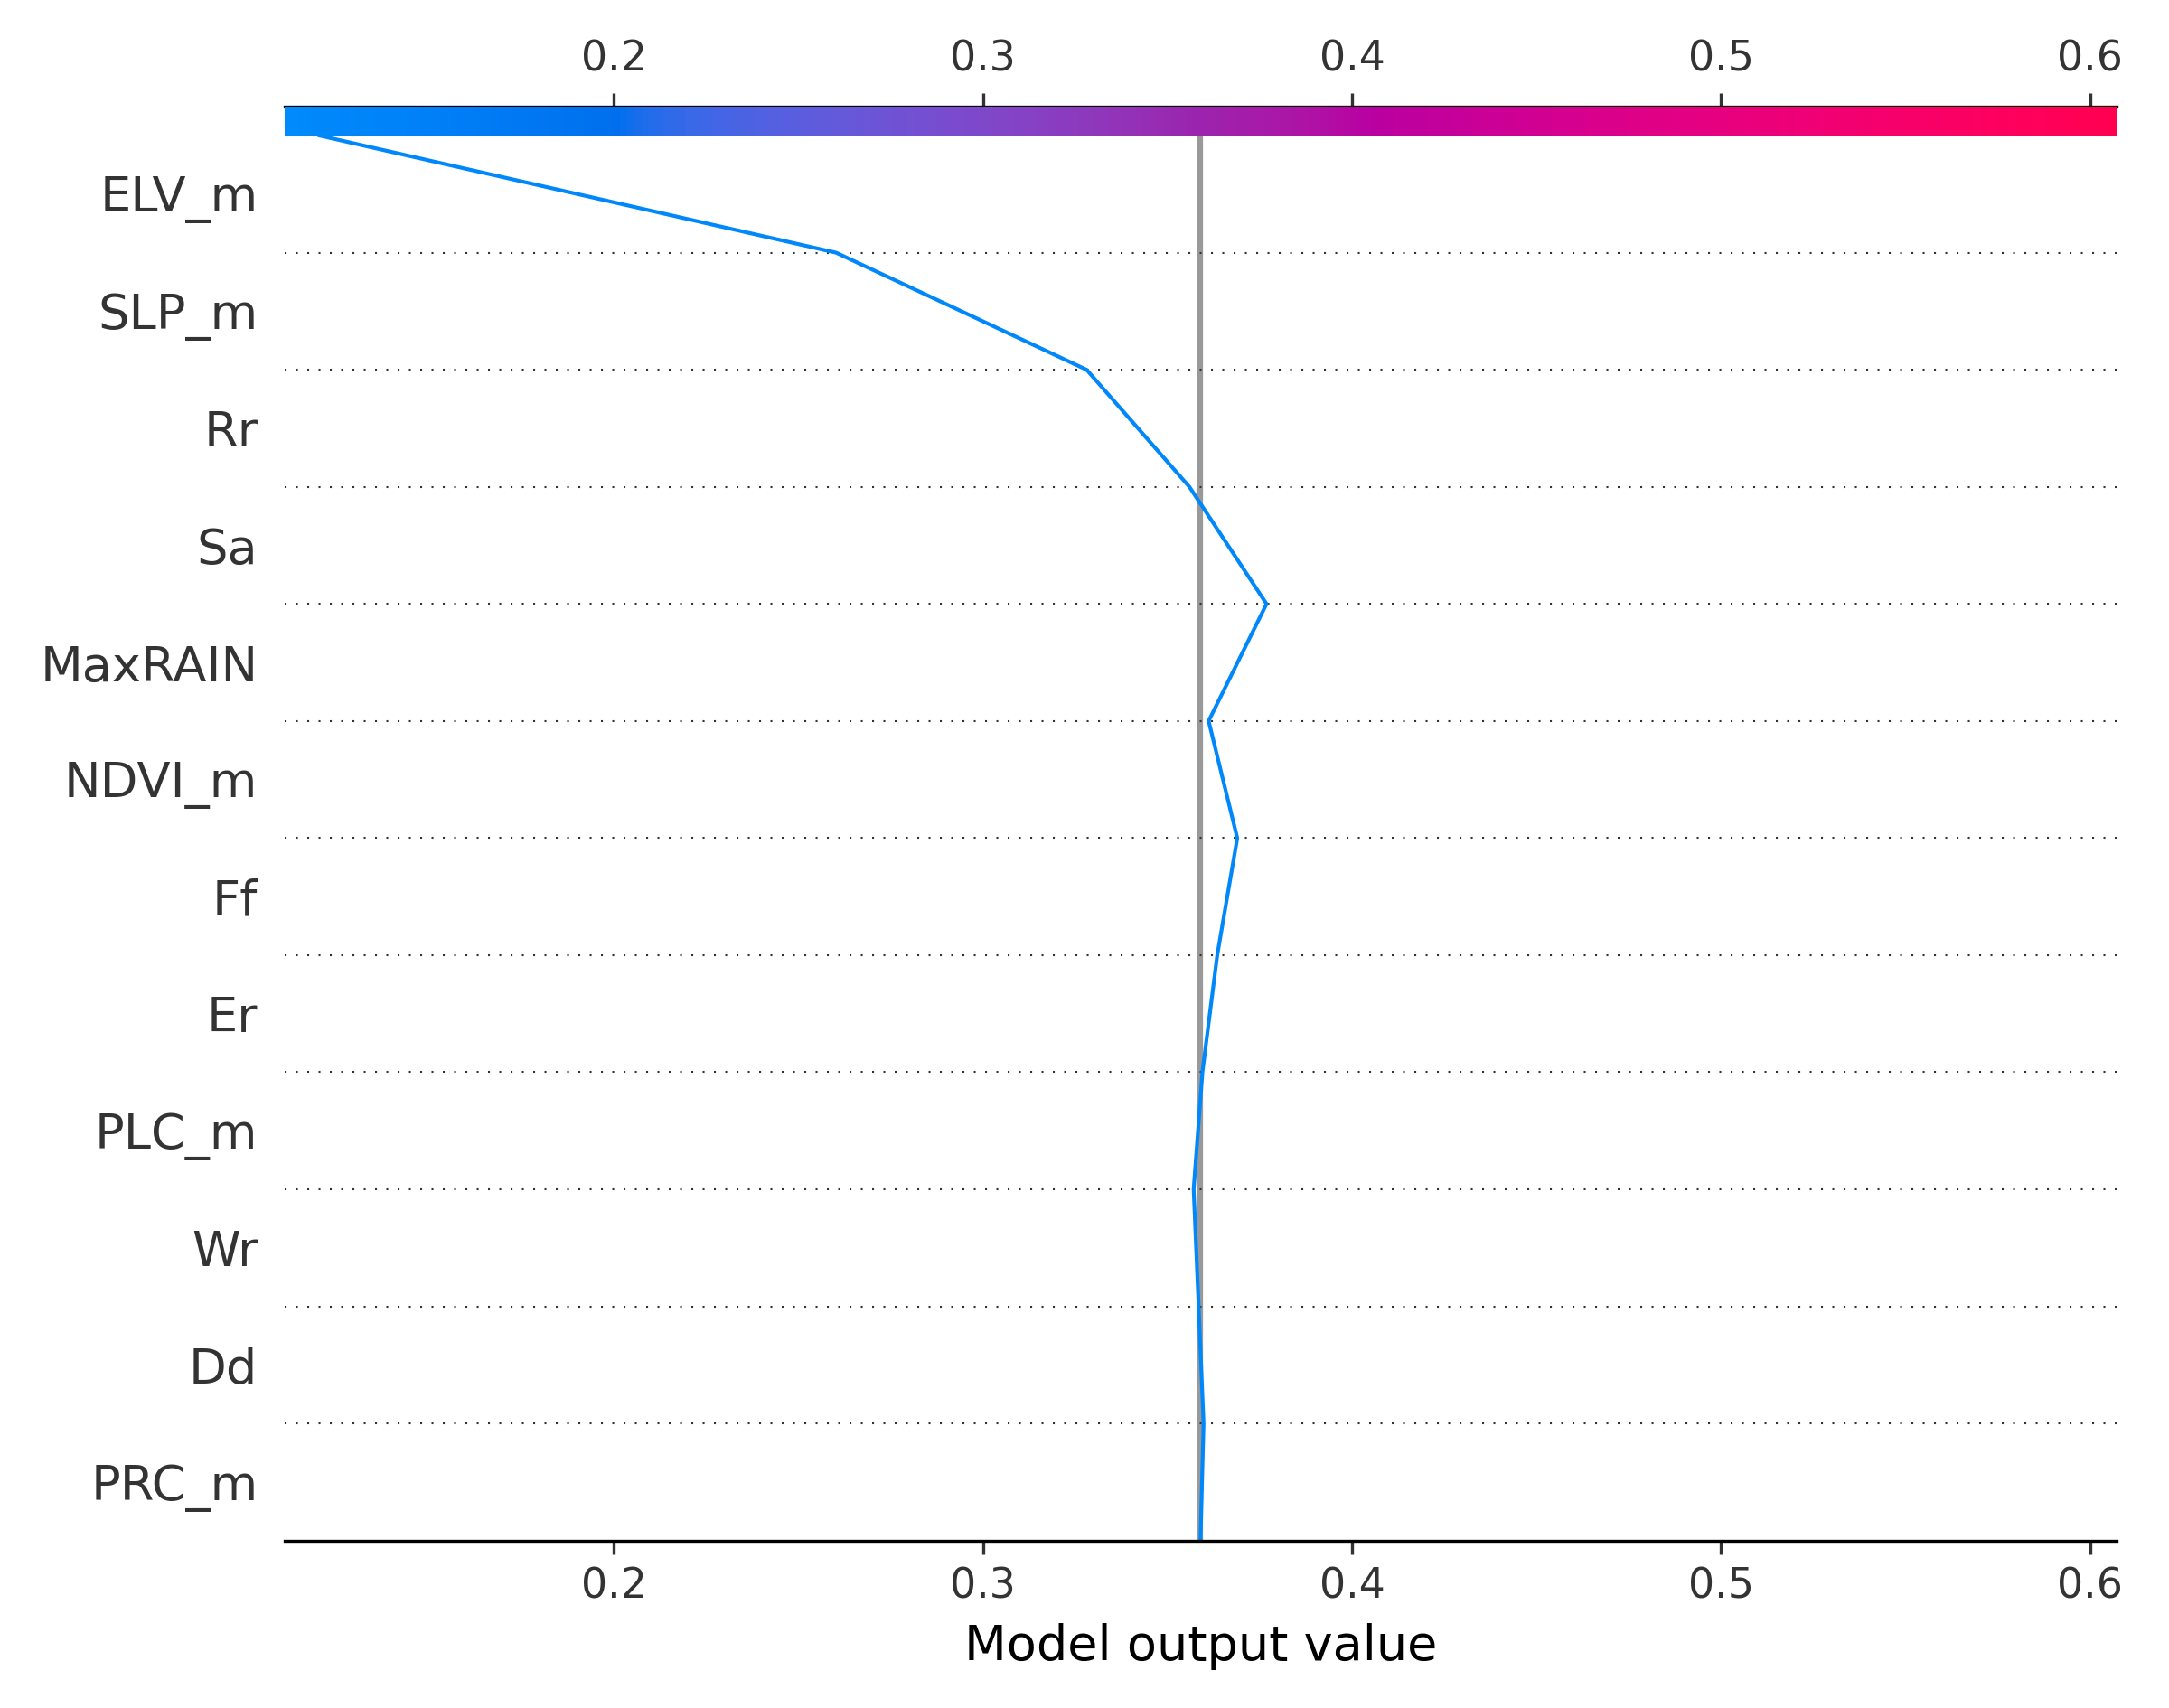 0.2 0.3 0.4 0.5 0.6
ELV_m
SLP_m
Rr
Sa
MaxRAIN
NDVI_m
Ff
Er
PLC_m
Wr
Dd
PRC_m
0.2 0.3 0.4 0.5 0.6
Model output value